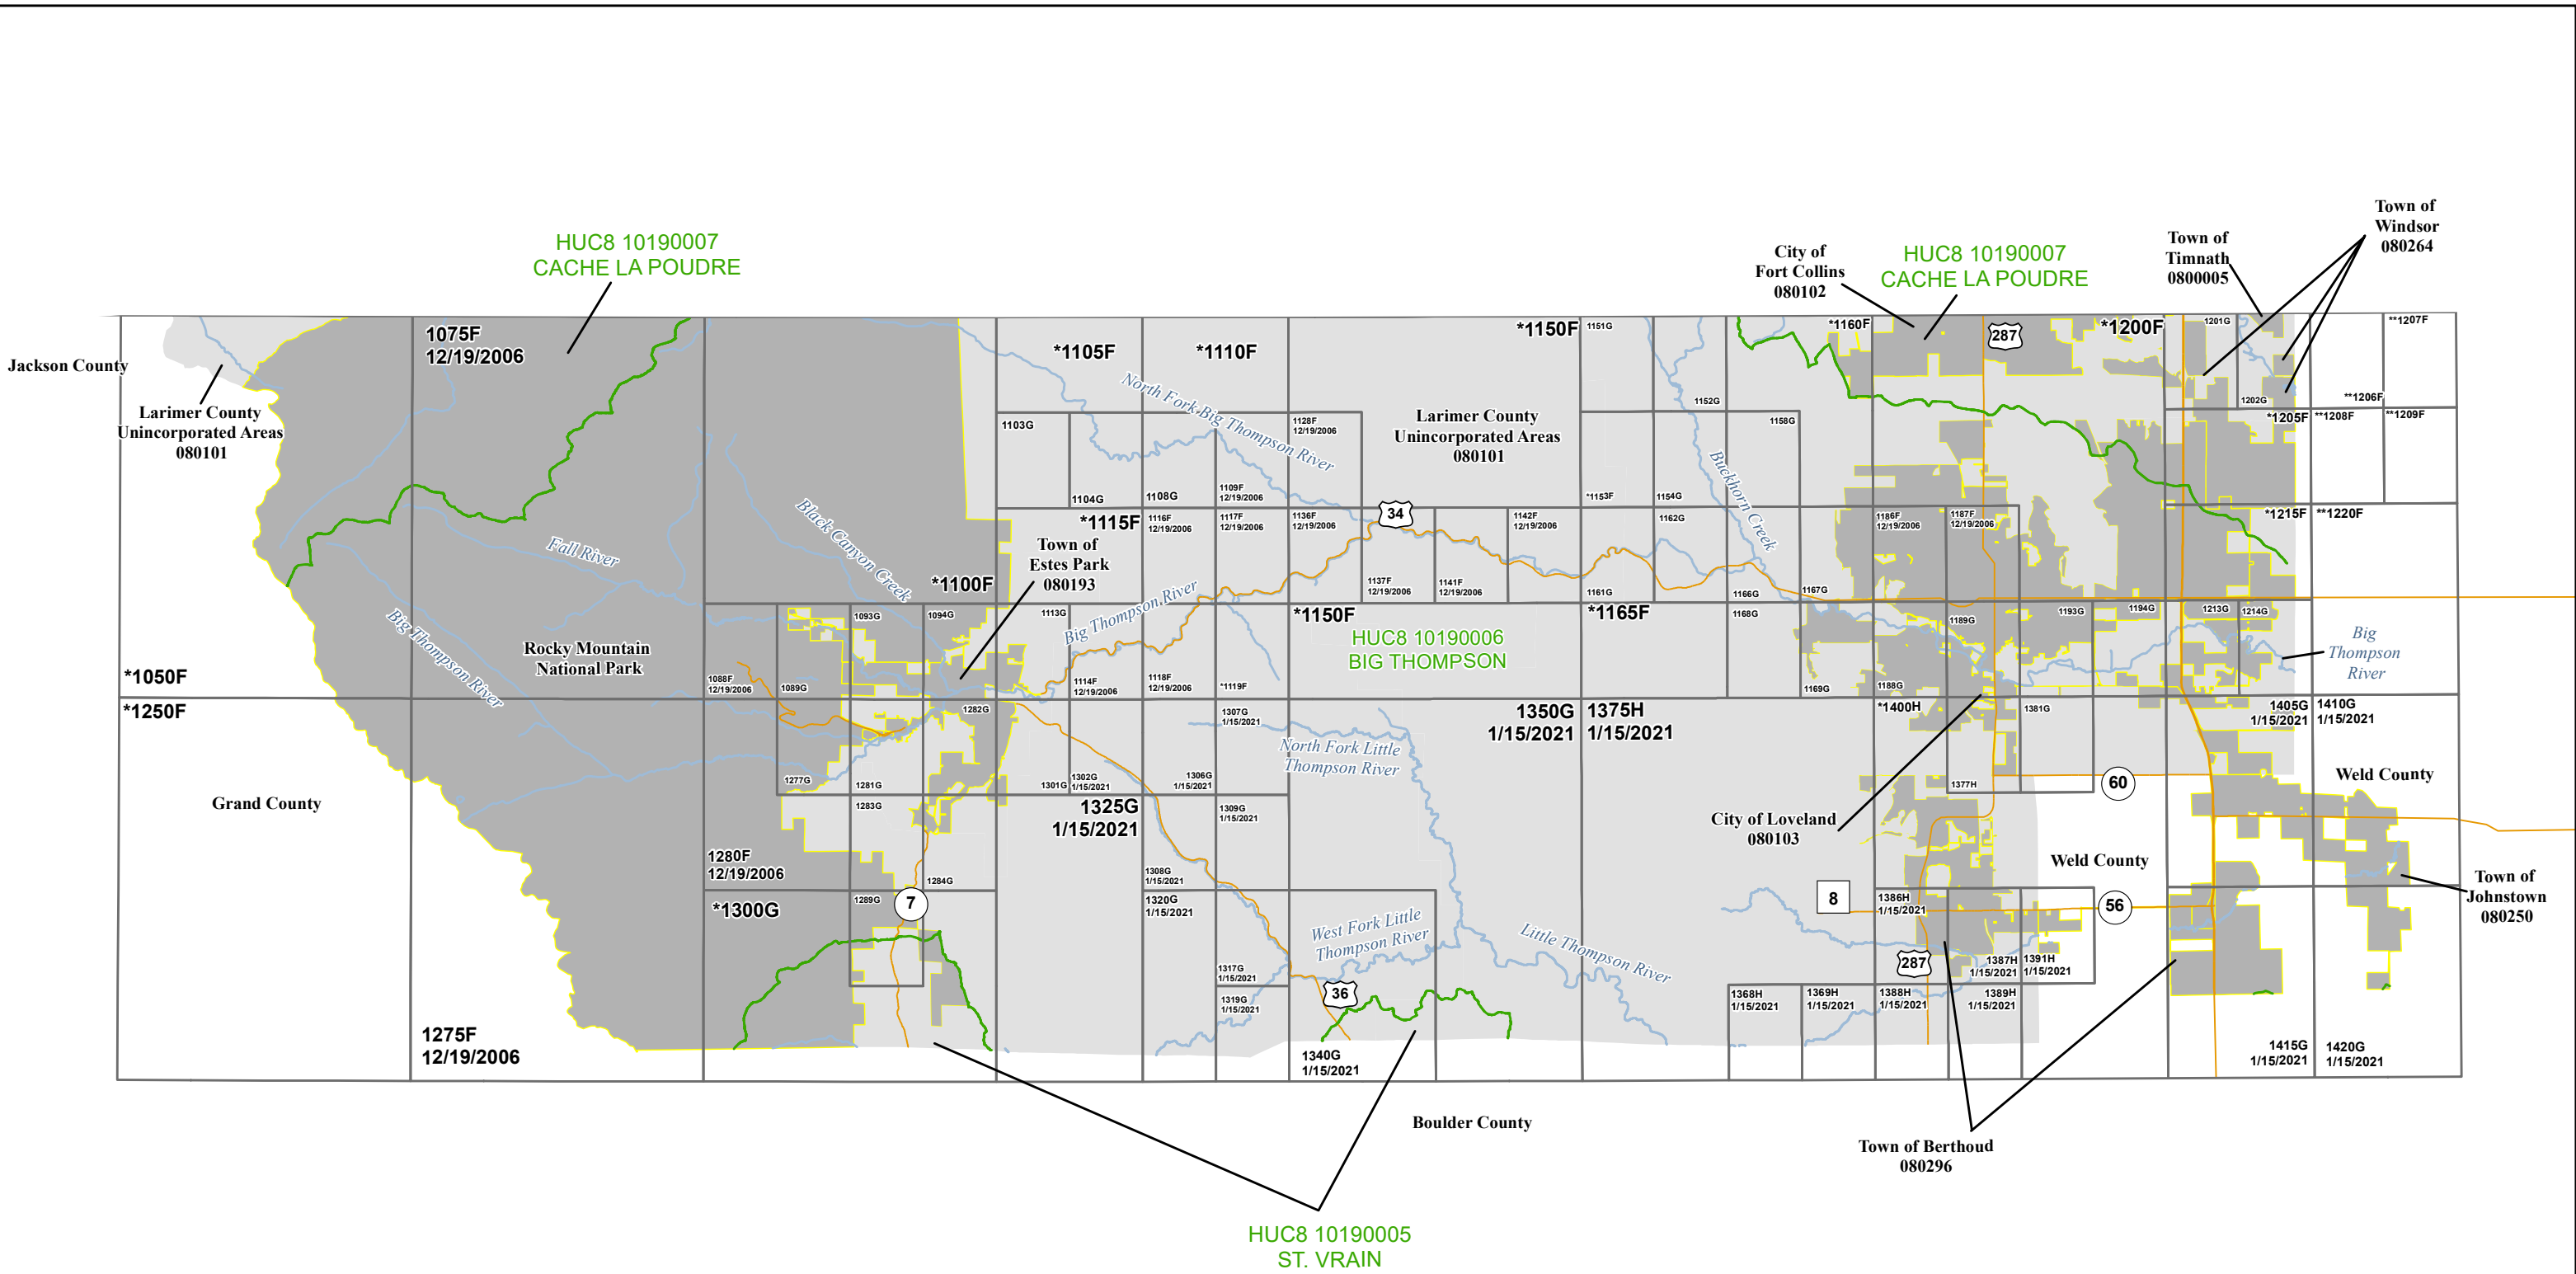 Town of
Windsor
080264
HUC8 10190007
CACHE LA POUDRE
City of
Fort Collins
080102
HUC8 10190007
CACHE LA POUDRE
Town of
Timnath
0800005
1075F
12/19/2006
*1105F
*1110F
*1150F
1151G
*1160F
287
*1200F
1201G
**1207F
Jackson County
Larimer County
Unincorporated Areas
080101
North Fork Big Thompson River
Larimer County
Unincorporated Areas
080101
1152G
1202G
**1206F
1103G
1128F
12/19/2006
1158G
*1205F
**1208F
**1209F
Buckhorn Creek
1104G
1108G
1109F
12/19/2006
*1153F
1154G
Black Canyon Creek
*1115F
1116F
12/19/2006
1117F
12/19/2006
1136F
12/19/2006
34
1142F
12/19/2006
1162G
1186F
12/19/2006
1187F
12/19/2006
*1215F
**1220F
Fall River
Town of
Estes Park
080193
*1100F
1137F
12/19/2006
1141F
12/19/2006
1161G
1166G
1167G
Big Thompson River
Big Thompson River
1093G
1094G
1113G
*1150F
*1165F
1168G
1189G
1193G
1194G
1213G
1214G
HUC8 10190006
BIG THOMPSON
Big
Thompson
River
Rocky Mountain
National Park
*1050F
1088F
12/19/2006
1089G
1114F
12/19/2006
1118F
12/19/2006
*1119F
1169G
1188G
*1250F
1282G
1307G
1/15/2021
1350G
1/15/2021
1375H
1/15/2021
*1400H
1381G
1405G
1/15/2021
1410G
1/15/2021
North Fork Little
Thompson River
1277G
1281G
1301G
1302G
1/15/2021
1306G
1/15/2021
1377H
60
Weld County
Grand County
1283G
1325G
1/15/2021
1309G
1/15/2021
City of Loveland
080103
Weld County
1280F
12/19/2006
1284G
1308G
1/15/2021
Town of
Johnstown
080250
*1300G
1289G
7
1320G
1/15/2021
8
1386H
1/15/2021
56
West Fork Little
Thompson River
Little Thompson River
1317G
1/15/2021
287
1387H
1/15/2021
1391H
1/15/2021
1319G
1/15/2021
36
1368H
1/15/2021
1369H
1/15/2021
1388H
1/15/2021
1389H
1/15/2021
1275F
12/19/2006
1340G
1/15/2021
1415G
1/15/2021
1420G
1/15/2021
Boulder County
Town of Berthoud
080296
HUC8 10190005
ST. VRAIN